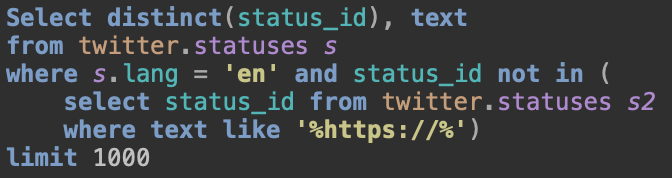 Select distinct(status_id), text
from twitter.statuses s
where s.lang = 'en' and status_id not in (
    select status_id from twitter.statuses s2
    where text like '%https://%')
limit 1000